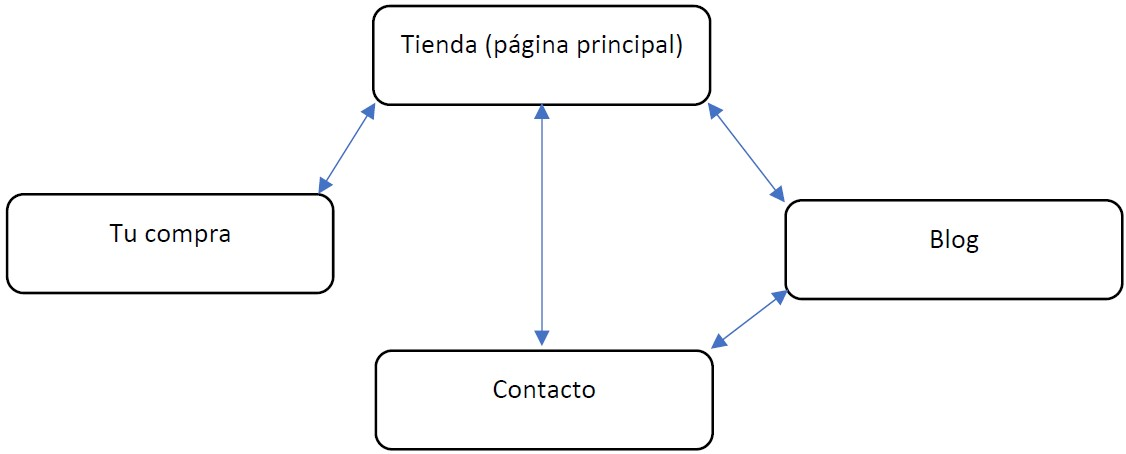 Tienda (página principal)
Tu compra
Blog
Contacto